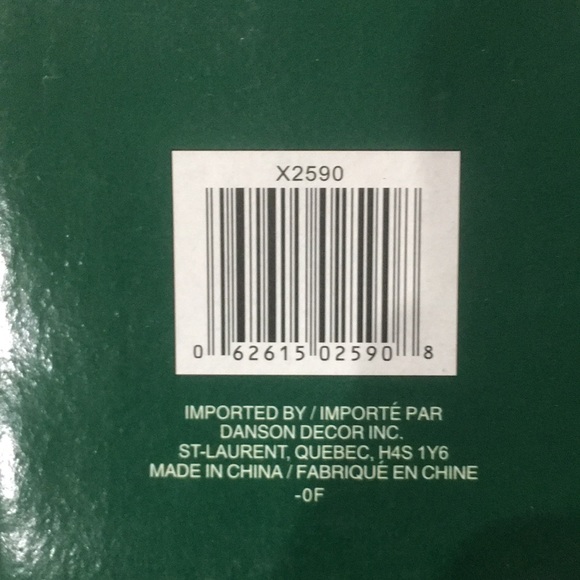 X2590
0 62615 02590 8
IMPORTED BY / IMPORTÉ PAR
DANSON DECOR INC.
ST-LAURENT, QUEBEC, H4S 1Y6
MADE IN CHINA / FABRIQUÉ EN CHINE
-0F